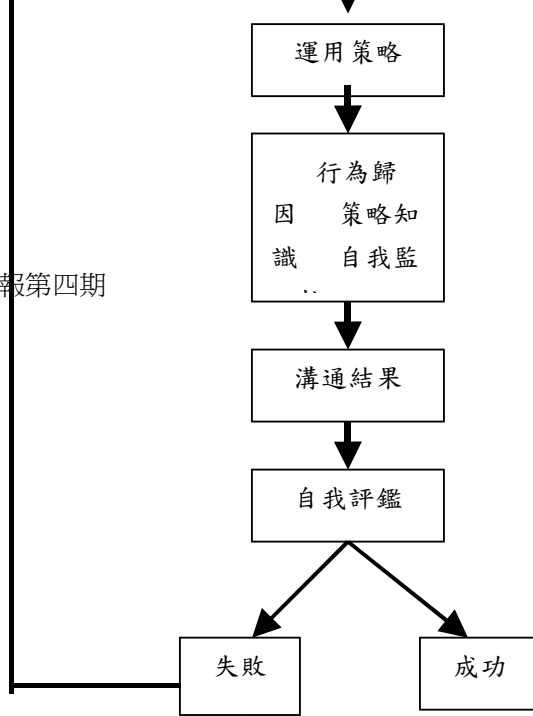 運用策略
行為歸
因 策略知
識 自我監
報第四期
溝通結果
自我評鑑
失敗
成功